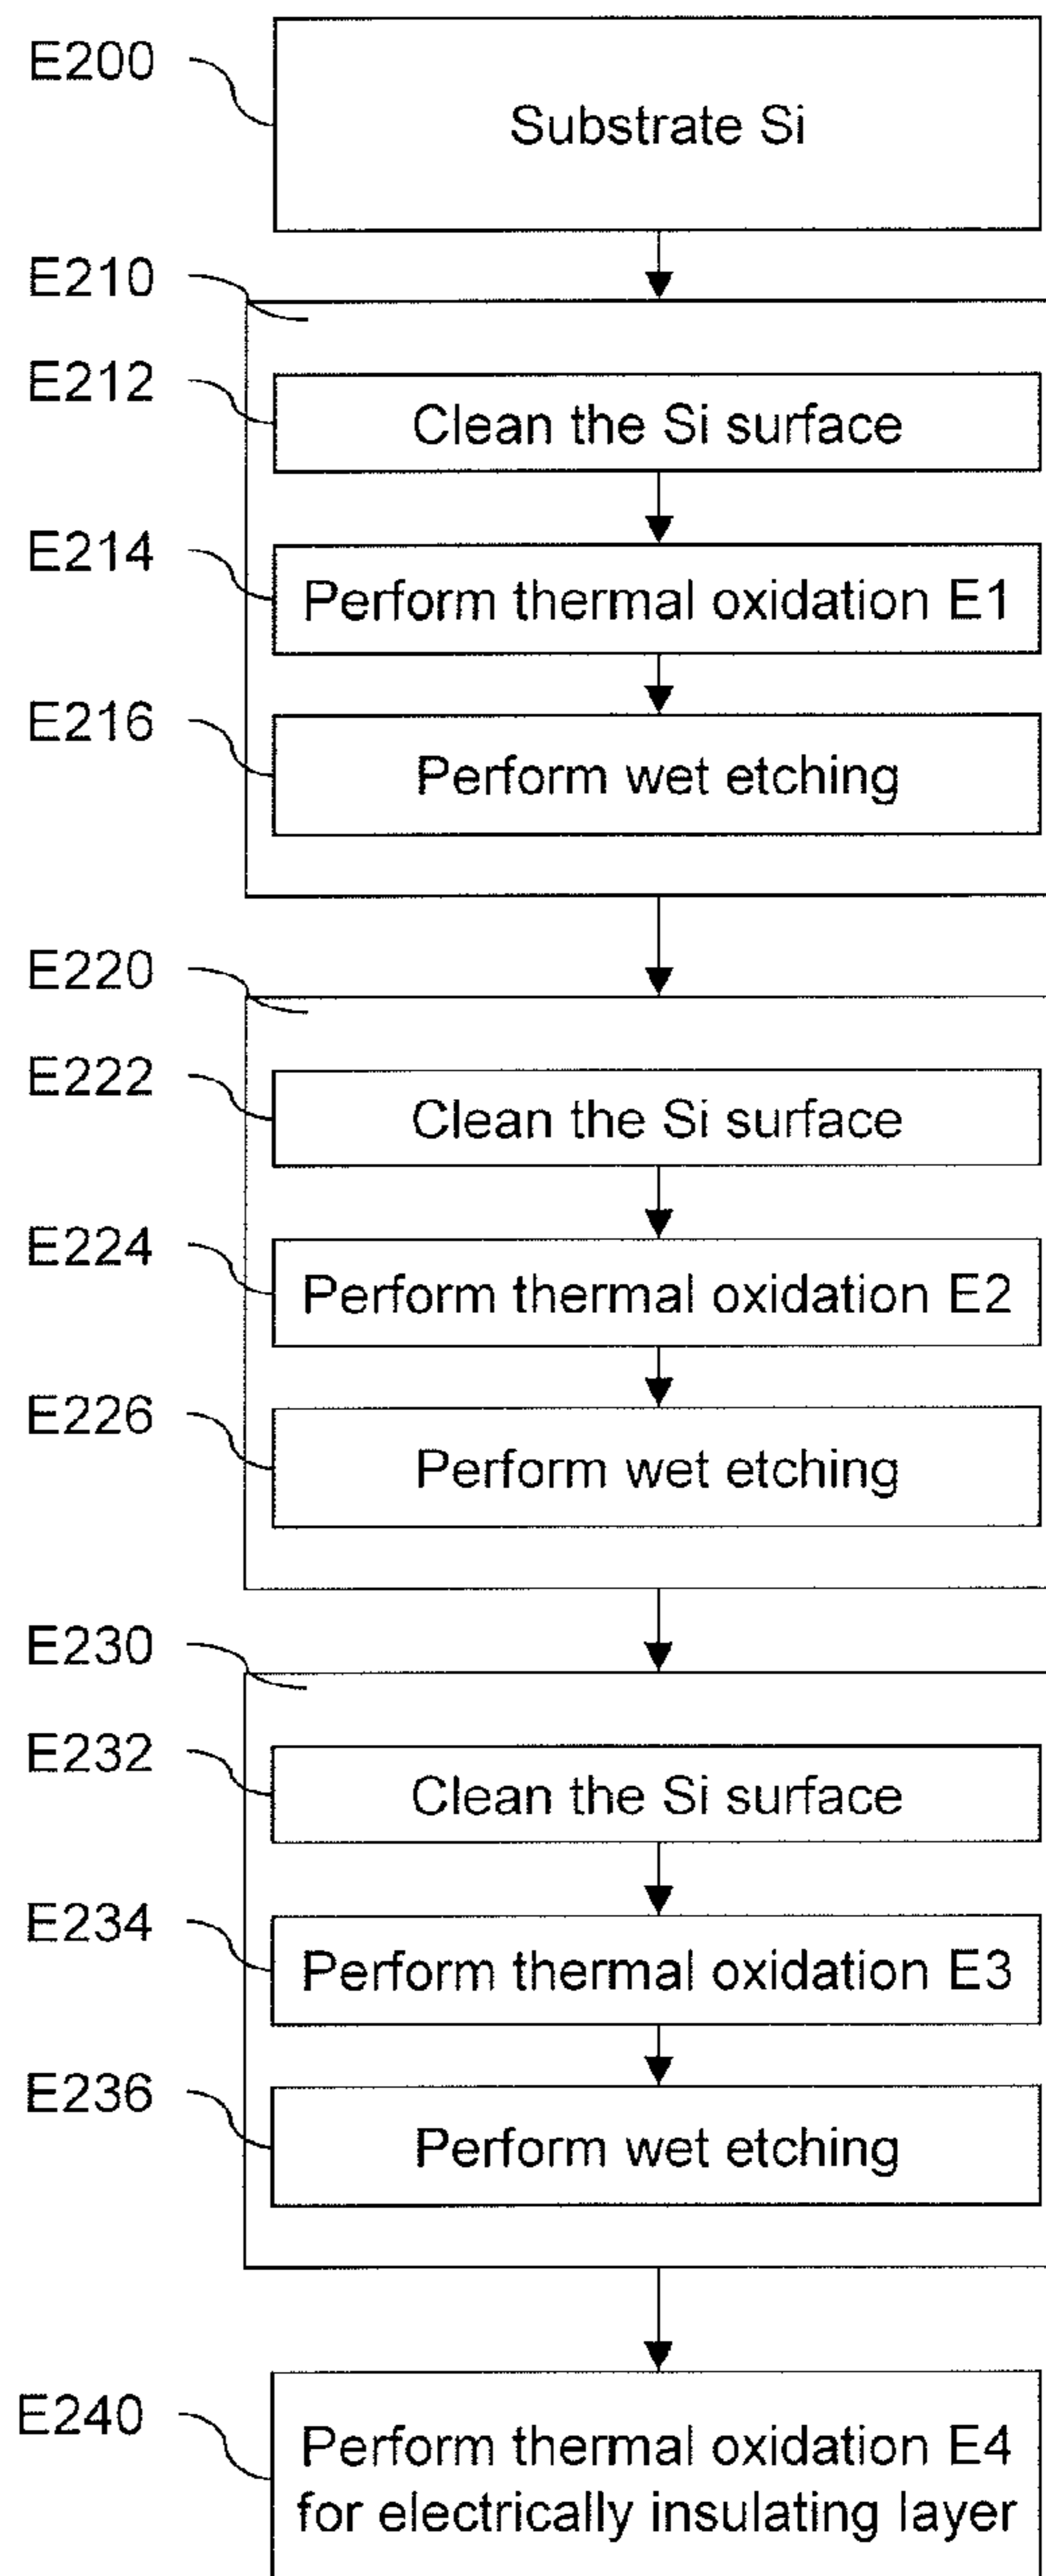 E200
Substrate Si
E210
E212
Clean the Si surface
E214
Perform thermal oxidation E1
E216
Perform wet etching
E220
E222
Clean the Si surface
E224
Perform thermal oxidation E2
E226
Perform wet etching
E230
E232
Clean the Si surface
E234
Perform thermal oxidation E3
E236
Perform wet etching
E240
Perform thermal oxidation E4
for electrically insulating layer